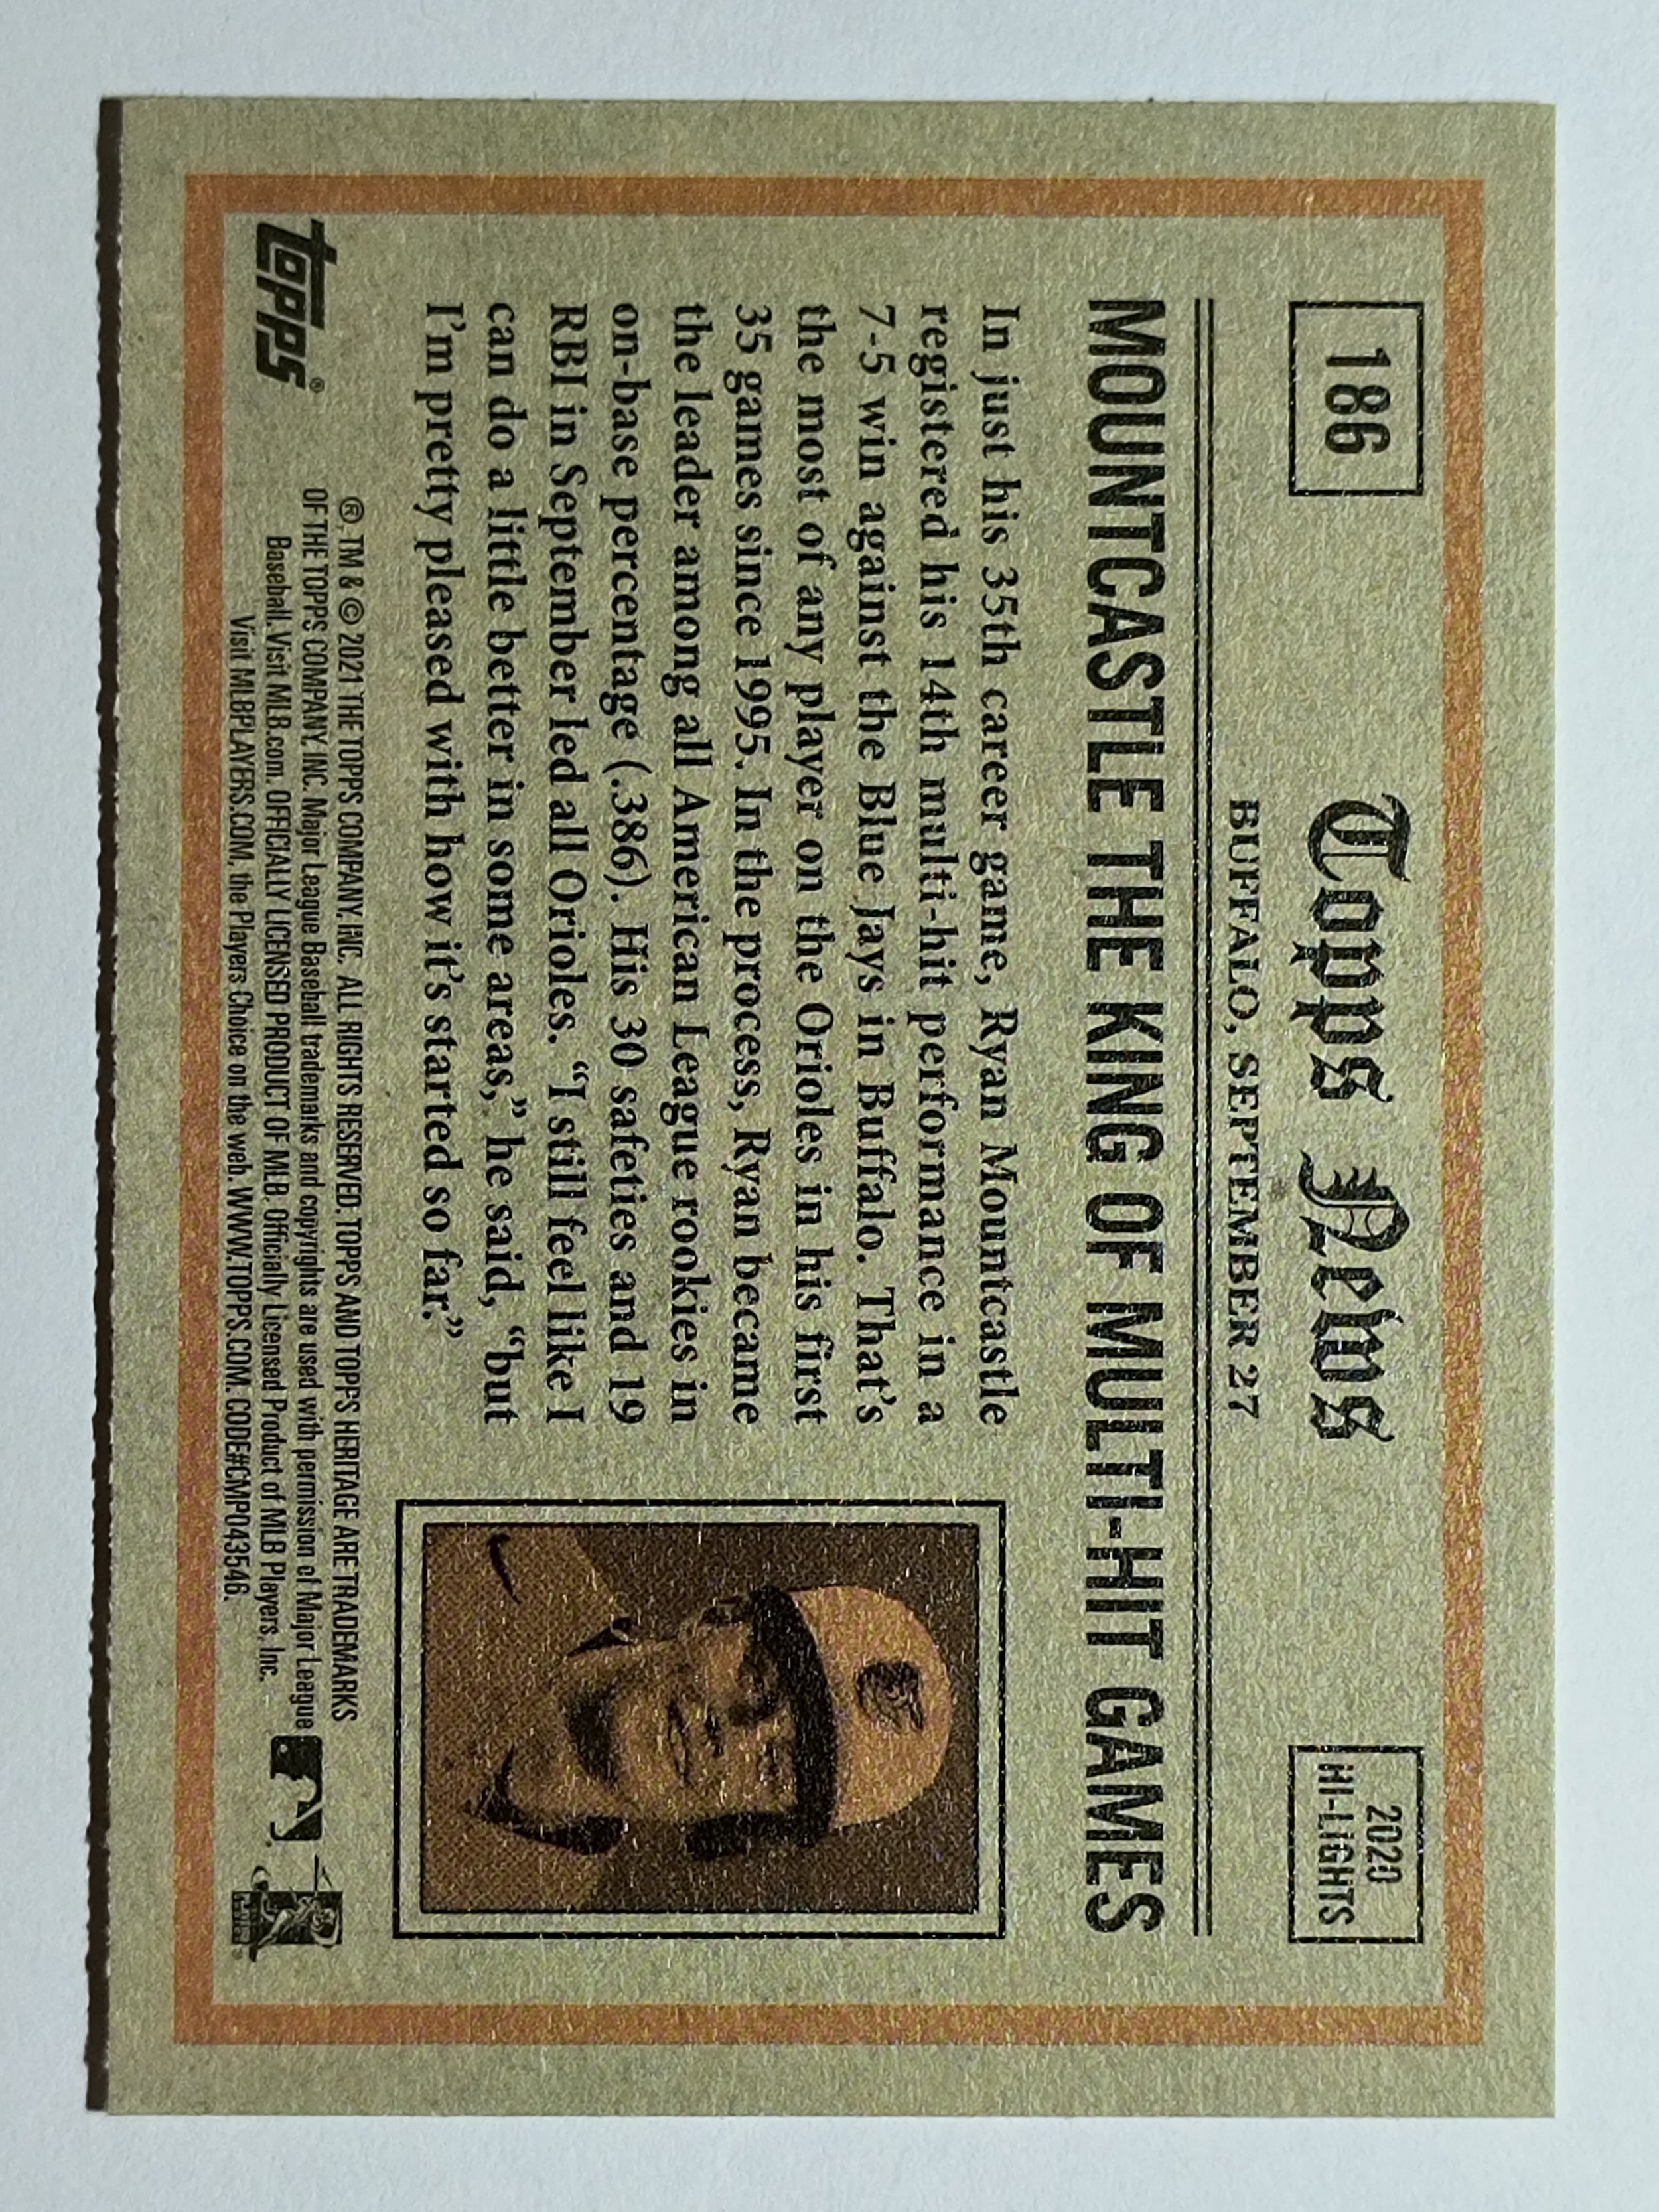 186
Topps News
2020
HI-LIGHTS
BUFFALO, SEPTEMBER 27
MOUNTCASTLE THE KING OF MULTI-HIT GAMES
In just his 35th career game, Ryan Mountcastle
registered his 14th multi-hit performance in a
7-5 win against the Blue Jays in Buffalo. That's
the most of any player on the Orioles in his first
35 games since 1995. In the process, Ryan became
the leader among all American League rookies in
on-base percentage (.386). His 30 safeties and 19
RBI in September led all Orioles. “I still feel like I
can do a little better in some areas,” he said, “but
I'm pretty pleased with how it's started so far.”
topps®
®, TM & © 2021 THE TOPPS COMPANY, INC. ALL RIGHTS RESERVED. TOPPS AND TOPPS HERITAGE ARE TRADEMARKS
OF THE TOPPS COMPANY, INC. Major League Baseball trademarks and copyrights are used with permission of Major League
Baseball. Visit MLB.com. OFFICIALLY LICENSED PRODUCT OF MLB. Officially Licensed Product of MLB Players, Inc.
Visit MLBPLAYERS.COM, the Players Choice on the web. WWW.TOPPS.COM. CODE#CMP043546.